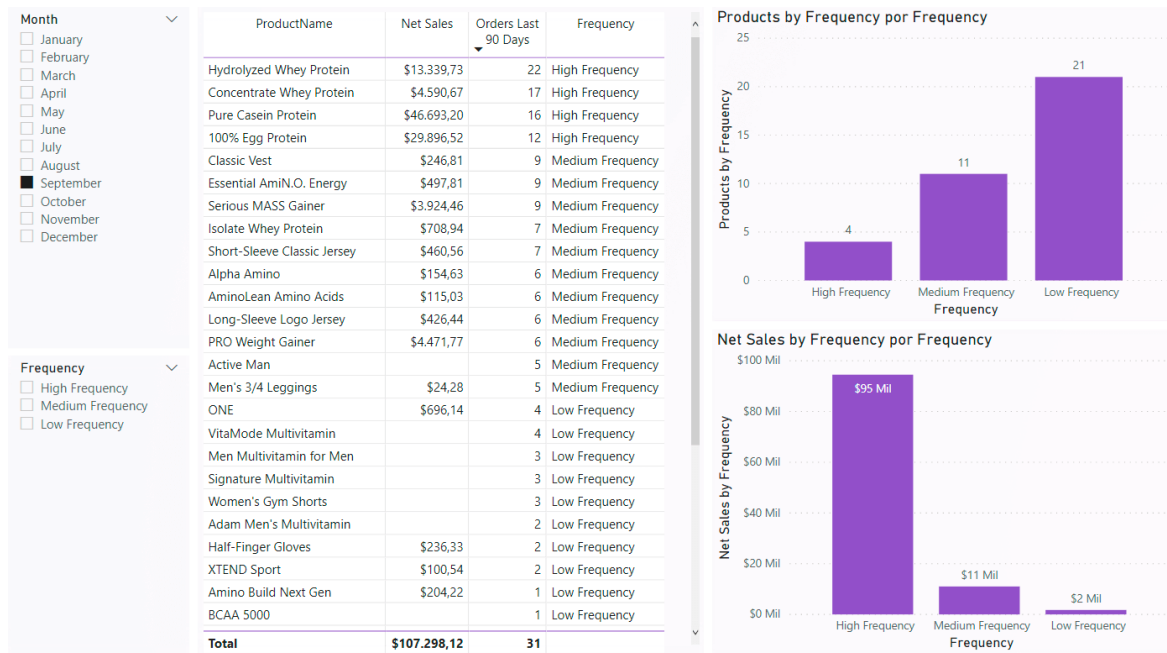 Month
January
February
March
April
May
June
July
August
September
October
November
December
Frequency
High Frequency
Medium Frequency
Low Frequency
ProductName Net Sales Orders Last 90 Days Frequency
Hydrolyzed Whey Protein $13.339,73 22 High Frequency
Concentrate Whey Protein $4.590,67 17 High Frequency
Pure Casein Protein $46.693,20 16 High Frequency
100% Egg Protein $29.896,52 12 High Frequency
Classic Vest $246,81 9 Medium Frequency
Essential AmiN.O. Energy $497,81 9 Medium Frequency
Serious MASS Gainer $3.924,46 9 Medium Frequency
Isolate Whey Protein $708,94 7 Medium Frequency
Short-Sleeve Classic Jersey $460,56 7 Medium Frequency
Alpha Amino $154,63 6 Medium Frequency
AminoLean Amino Acids $115,03 6 Medium Frequency
Long-Sleeve Logo Jersey $426,44 6 Medium Frequency
PRO Weight Gainer $4.471,77 6 Medium Frequency
Active Man 5 Medium Frequency
Men's 3/4 Leggings $24,28 5 Medium Frequency
ONE $696,14 4 Low Frequency
VitaMode Multivitamin 4 Low Frequency
Men Multivitamin for Men 3 Low Frequency
Signature Multivitamin 3 Low Frequency
Women's Gym Shorts 3 Low Frequency
Adam Men's Multivitamin 2 Low Frequency
Half-Finger Gloves $236,33 2 Low Frequency
XTEND Sport $100,54 2 Low Frequency
Amino Build Next Gen $204,22 1 Low Frequency
BCAA 5000 1 Low Frequency
Total $107.298,12 31
Products by Frequency por Frequency
Products by Frequency
25
20
15
10
5
0
4
11
21
High Frequency Medium Frequency Low Frequency
Frequency
Net Sales by Frequency por Frequency
Net Sales by Frequency
$100 Mil
$80 Mil
$60 Mil
$40 Mil
$20 Mil
$0 Mil
$95 Mil
$11 Mil
$2 Mil
High Frequency Medium Frequency Low Frequency
Frequency